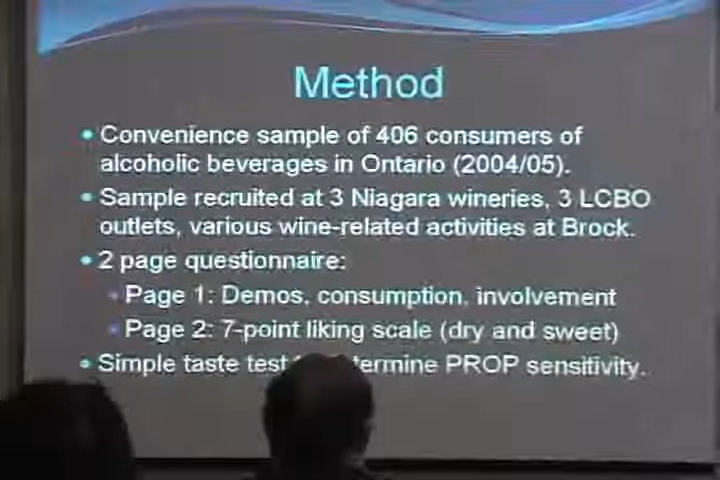 Method
• Convenience sample of 406 consumers of
alcoholic beverages in Ontario (2004/05).
• Sample recruited at 3 Niagara wineries, 3 LCBO
outlets, various wine-related activities at Brock.
• 2 page questionnaire:
• Page 1: Demos, consumption, involvement
• Page 2: 7-point liking scale (dry and sweet)
• Simple taste test termine PROP sensitivity.